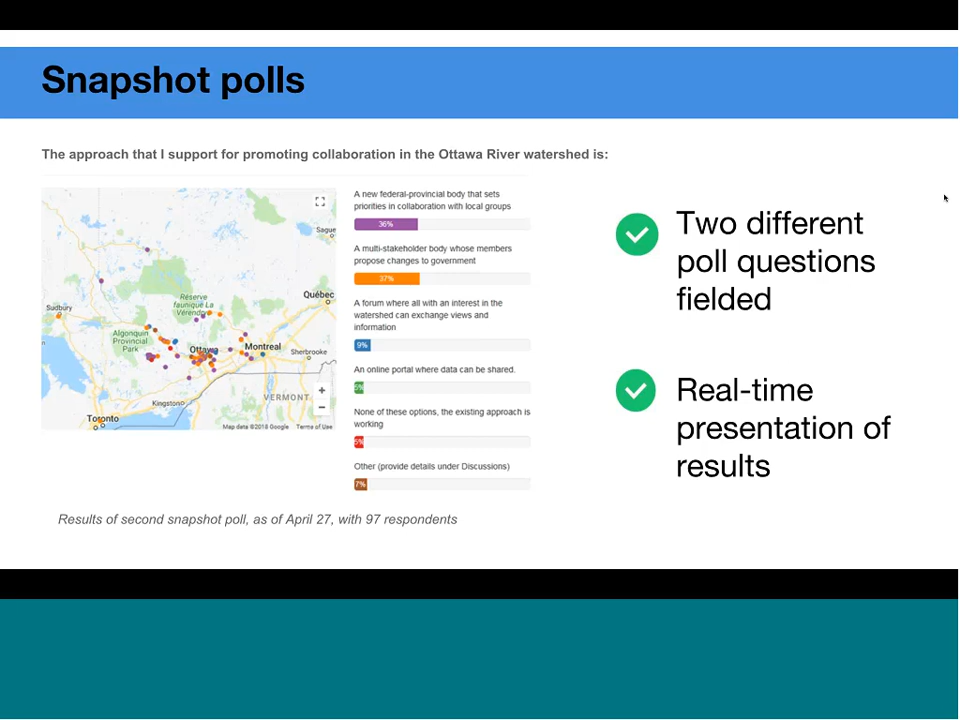 Snapshot polls
The approach that I support for promoting collaboration in the Ottawa River watershed is:
A new federal-provincial body that sets
priorities in collaboration with local groups
36%
A multi-stakeholder body whose members
propose changes to government
37%
A forum where all with an interest in the
watershed can exchange views and
information
9%
An online portal where data can be shared.
5%
None of these options, the existing approach is
working
5%
Other (provide details under Discussions)
7%
Sague
Québec
Réserve
faunique La
Vérendrye
Sudbury
Algonquin
Provincial
Park
Ottawa
Montreal
Sherbrooke
Kingston
VERMONT
+
−
Toronto
Map data ©2018 Google
Terms of Use
Results of second snapshot poll, as of April 27, with 97 respondents
Two different
poll questions
fielded
Real-time
presentation of
results